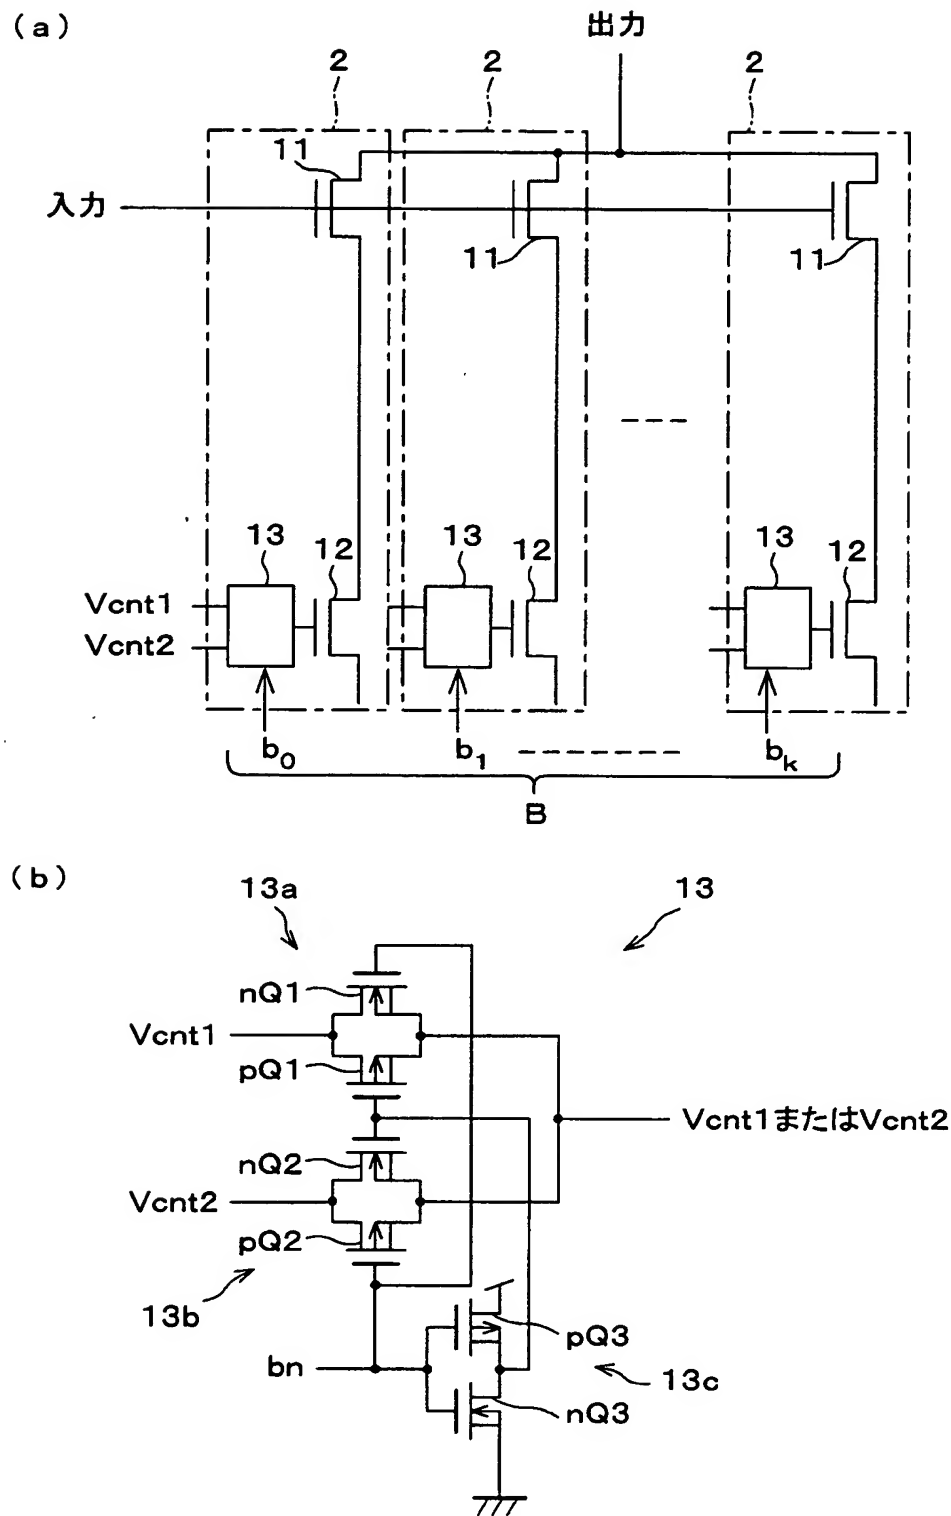 (a)
出力
2
2
2
11
入力
11
11
13
12
13
12
13
12
Vcnt1
Vcnt2
b0
b1
bk
B
(b)
13a
13
nQ1
Vcnt1
pQ1
Vcnt1またはVcnt2
nQ2
Vcnt2
pQ2
13b
pQ3
bn
13c
nQ3